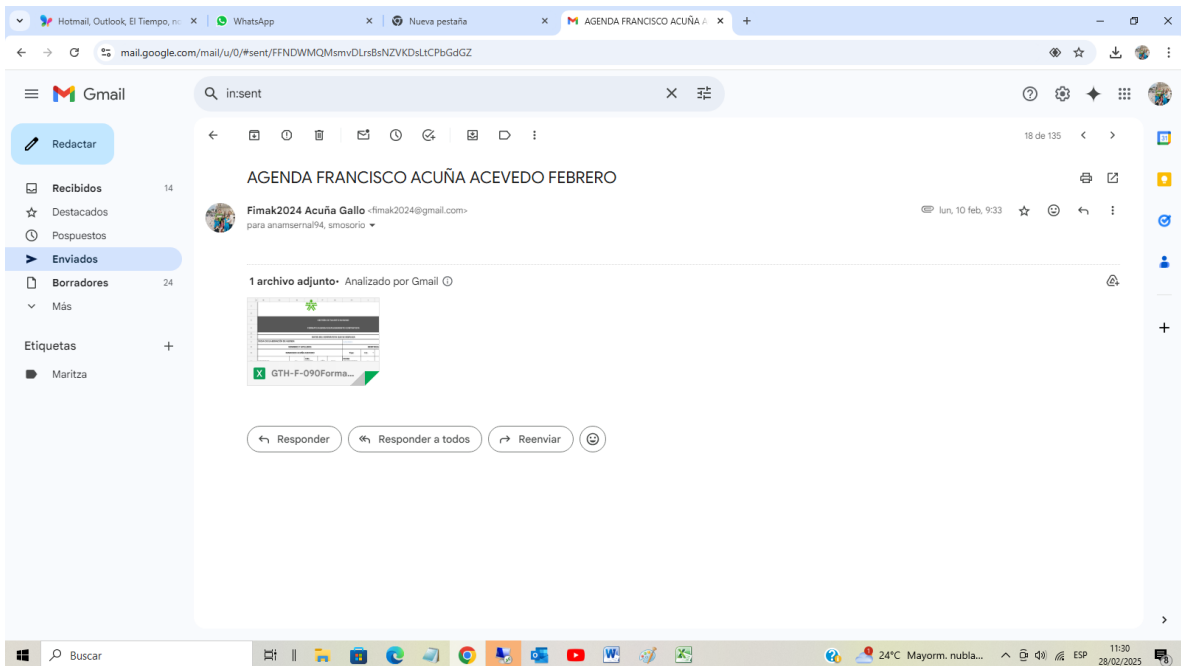 Hotmail, Outlook, El Tiempo, no
WhatsApp
Nueva pestaña
AGENDA FRANCISCO ACUÑA A
mail.google.com/mail/u/0/#sent/FFNDWMQMsmvDLrsBsNZVKDsLtCPbGdGZ
Gmail
in:sent
Redactar
18 de 135
31
AGENDA FRANCISCO ACUÑA ACEVEDO FEBRERO
Recibidos 14
Destacados
Pospuestos
Enviados
Borradores 24
Más
Etiquetas
Maritza
Fimak2024 Acuña Gallo <fimak2024@gmail.com>
lun, 10 feb, 9:33
para anamsernal94, smosorio
1 archivo adjunto• Analizado por Gmail
GTH-F-090Forma...
Responder
Responder a todos
Reenviar
Buscar
24°C Mayorm. nubla...
ESP
11:30
28/02/2025